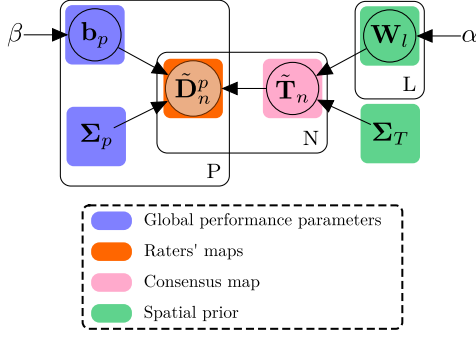 β b_p D̃_n^p T̃_n W_l α
L
Σ_p Σ_T
N
P
Global performance parameters
Raters' maps
Consensus map
Spatial prior